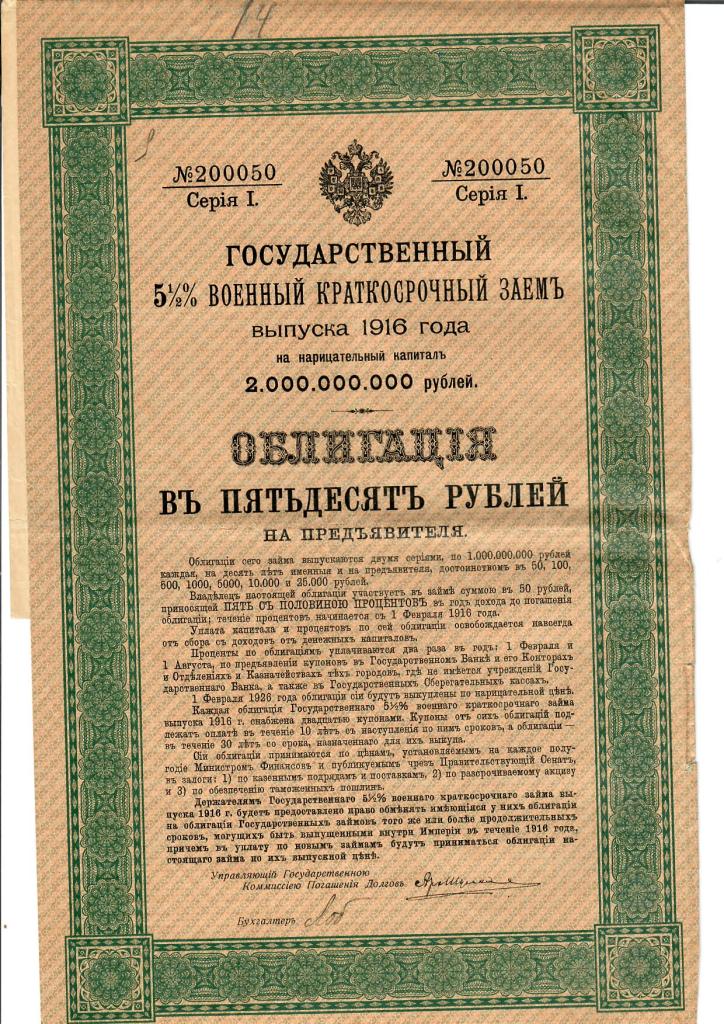 14
№200050
Серія I.
№200050
Серія I.
ГОСУДАРСТВЕННЫЙ
5½% ВОЕННЫЙ КРАТКОСРОЧНЫЙ ЗАЕМЪ
выпуска 1916 года
на нарицательный капиталъ
2.000.000.000 рублей.
ОБЛИГАЦІЯ
ВЪ ПЯТЬДЕСЯТЪ РУБЛЕЙ
НА ПРЕДЪЯВИТЕЛЯ.
Облигаціи сего займа выпускаются двумя серіями, по 1.000.000.000 рублей
каждая, на десять лѣтъ именныя и на предъявителя, достоинствомъ въ 50, 100,
500, 1000, 5000, 10.000 и 25.000 рублей.
Владѣлецъ настоящей облигаціи участвуетъ въ займѣ суммою въ 50 рублей,
приносящей ПЯТЬ СЪ ПОЛОВИНОЮ ПРОЦЕНТОВЪ въ годъ дохода до погашенія
облигаціи; теченіе процентовъ начинается съ 1 Февраля 1916 года.
Уплата капитала и процентовъ по сей облигаціи освобождается навсегда
отъ сбора съ доходовъ отъ денежныхъ капиталовъ.
Проценты по облигаціямъ уплачиваются два раза въ годъ: 1 Февраля и
1 Августа, по предъявленіи купоновъ въ Государственномъ Банкѣ и его Конторахъ
и Отдѣленіяхъ и Казначействахъ тѣхъ городовъ, гдѣ не имѣется учрежденій Госу-
дарственнаго Банка, а также въ Государственныхъ Сберегательныхъ кассахъ.
1 Февраля 1926 года облигаціи сіи будутъ выкуплены по нарицательной цѣнѣ.
Каждая облигація Государственнаго 5½% военнаго краткосрочнаго займа
выпуска 1916 г. снабжена двадцатью купонами. Купоны отъ сихъ облигацій под-
лежатъ оплатѣ въ теченіе 10 лѣтъ съ наступленія по нимъ сроковъ, а облигаціи—
въ теченіе 30 лѣтъ со срока, назначеннаго для ихъ выкупа.
Сіи облигаціи принимаются по цѣнамъ, устанавливаемымъ на каждое полу-
годіе Министромъ Финансовъ и публикуемымъ чрезъ Правительствующій Сенатъ,
въ залоги: 1) по казеннымъ подрядамъ и поставкамъ, 2) по разсрочиваемому акцизу
и 3) по обезпеченію таможенныхъ пошлинъ.
Держателямъ Государственнаго 5½% военнаго краткосрочнаго займа вы-
пуска 1916 г. будетъ предоставлено право обмѣнять имѣющіяся у нихъ облигаціи
на облигаціи Государственныхъ займовъ того же или болѣе продолжительныхъ
сроковъ, могущихъ быть выпущенными внутри Имперіи въ теченіе 1916 года,
причемъ въ уплату по новымъ займамъ будутъ приниматься облигаціи на-
стоящаго займа по ихъ выпускной цѣнѣ.
Управляющій Государственною
Коммиссіею Погашенія Долговъ
Бухгалтеръ